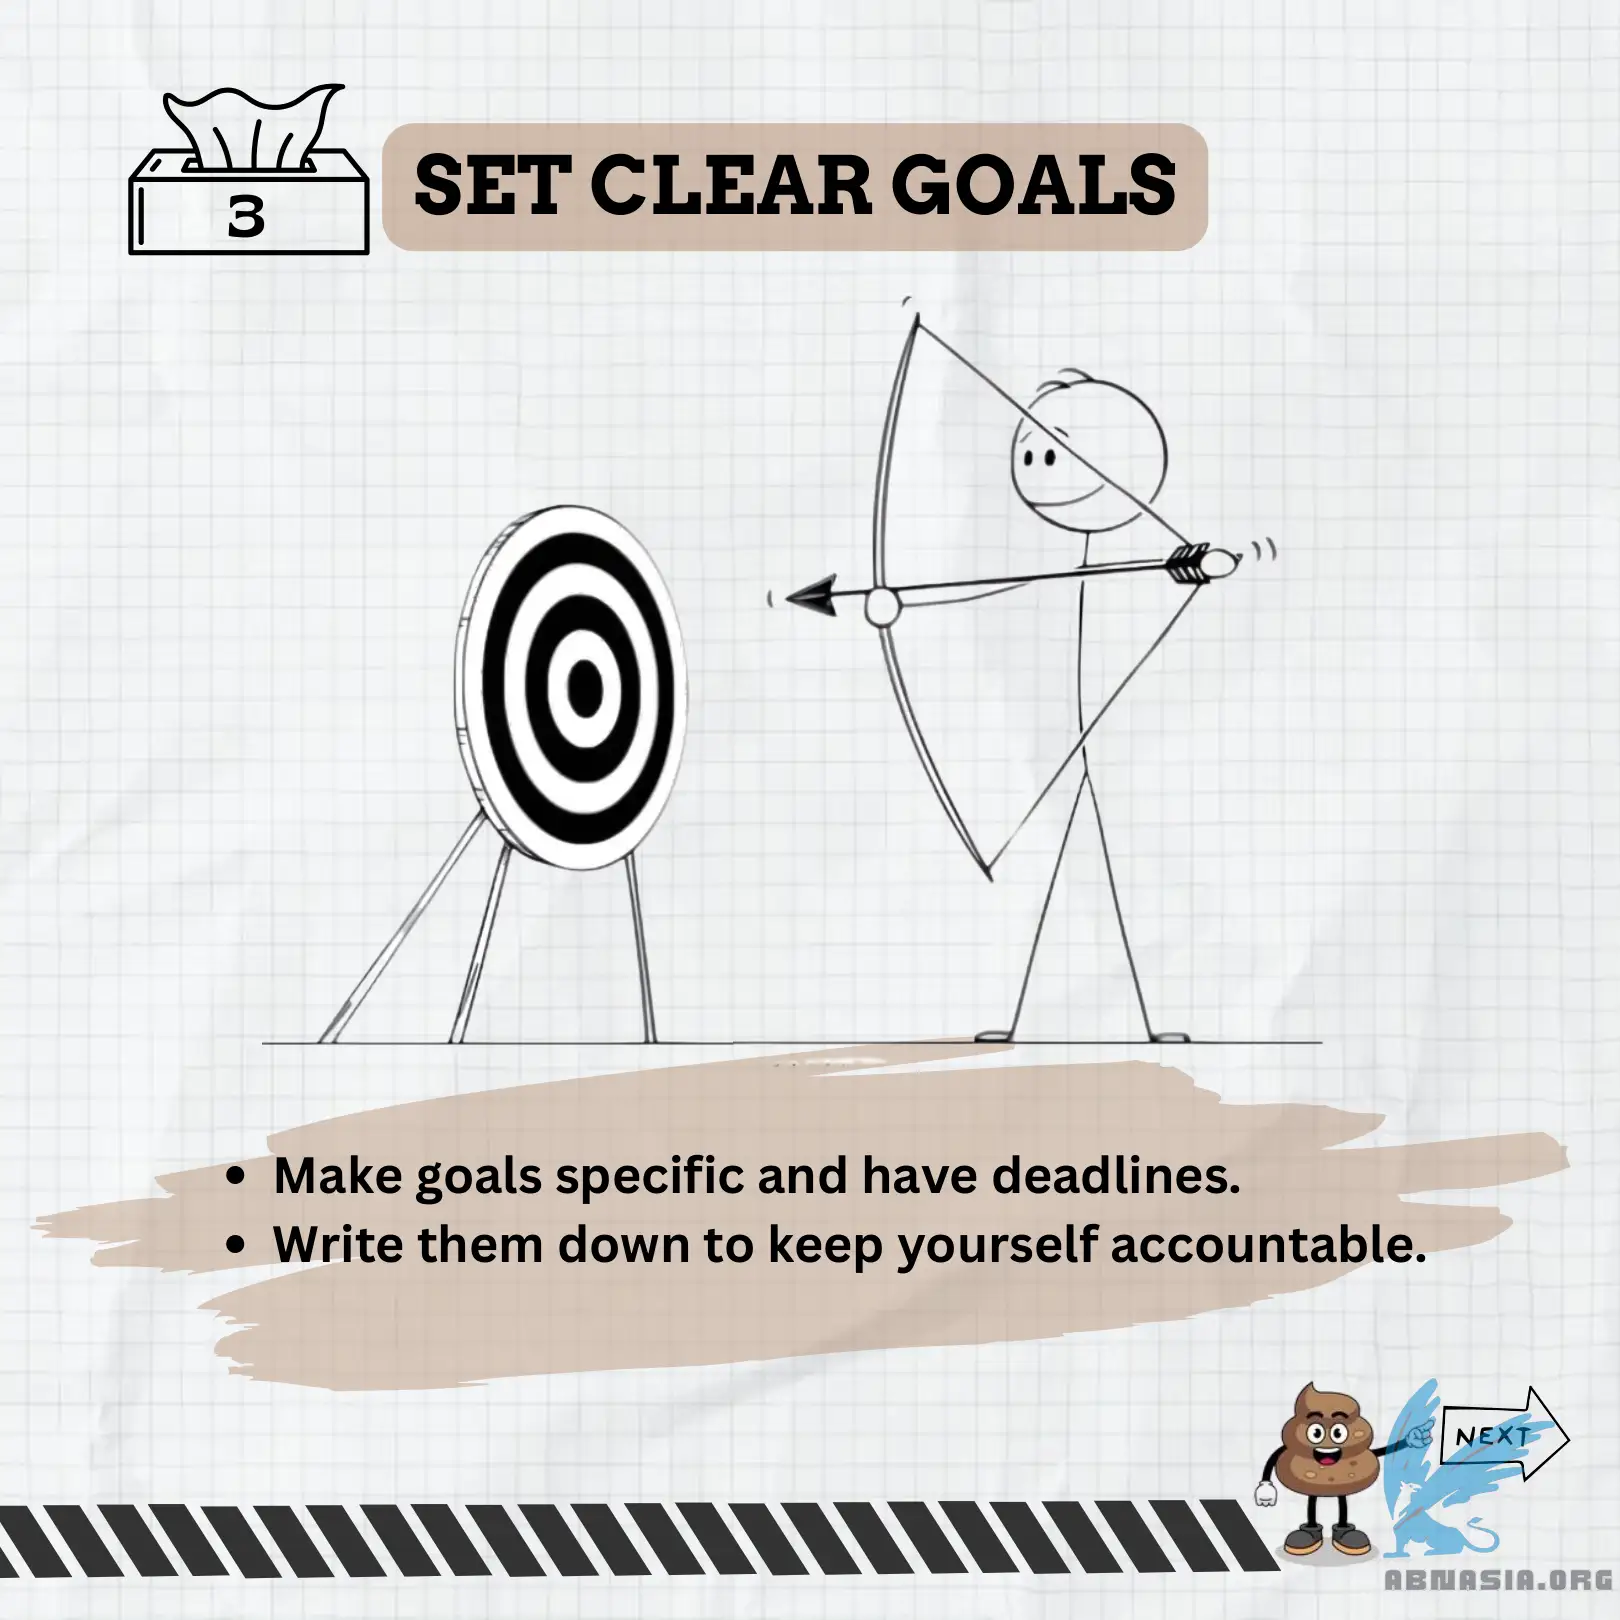 3
SET CLEAR GOALS
• Make goals specific and have deadlines.
• Write them down to keep yourself accountable.
NEXT
ABNASIA.ORG